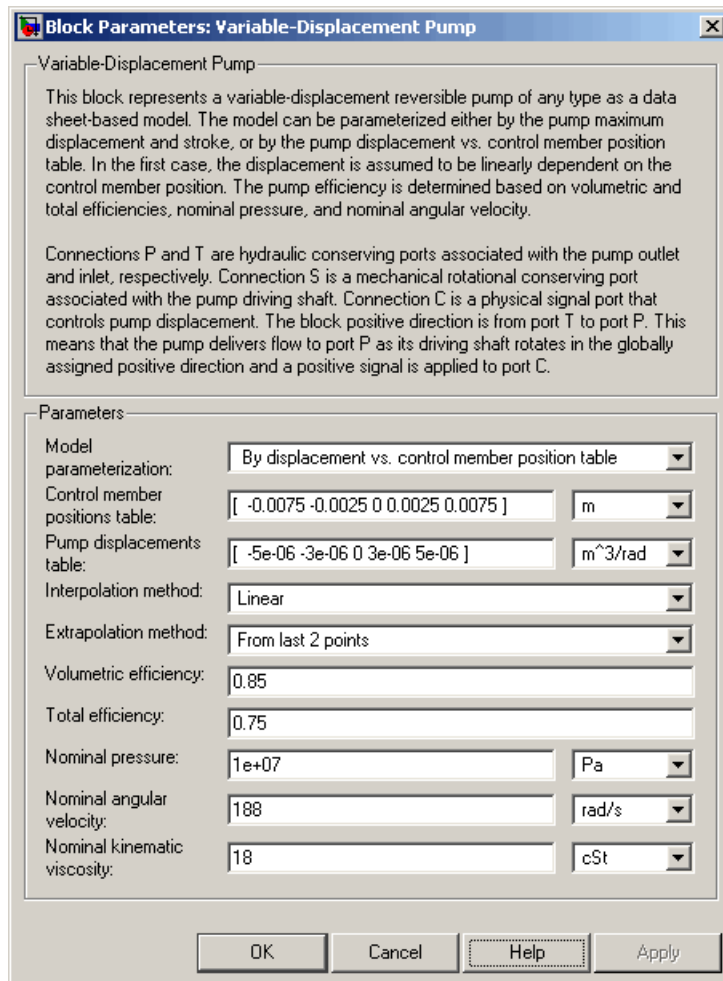 Block Parameters: Variable-Displacement Pump
Variable-Displacement Pump
This block represents a variable-displacement reversible pump of any type as a data
sheet-based model. The model can be parameterized either by the pump maximum
displacement and stroke, or by the pump displacement vs. control member position
table. In the first case, the displacement is assumed to be linearly dependent on the
control member position. The pump efficiency is determined based on volumetric and
total efficiencies, nominal pressure, and nominal angular velocity.
Connections P and T are hydraulic conserving ports associated with the pump outlet
and inlet, respectively. Connection S is a mechanical rotational conserving port
associated with the pump driving shaft. Connection C is a physical signal port that
controls pump displacement. The block positive direction is from port T to port P. This
means that the pump delivers flow to port P as its driving shaft rotates in the globally
assigned positive direction and a positive signal is applied to port C.
Parameters
Model
parameterization:
By displacement vs. control member position table
Control member
positions table:
[ -0.0075 -0.0025 0 0.0025 0.0075 ]
m
Pump displacements
table:
[ -5e-06 -3e-06 0 3e-06 5e-06 ]
m^3/rad
Interpolation method:
Linear
Extrapolation method:
From last 2 points
Volumetric efficiency:
0.85
Total efficiency:
0.75
Nominal pressure:
1e+07
Pa
Nominal angular
velocity:
188
rad/s
Nominal kinematic
viscosity:
18
cSt
OK
Cancel
Help
Apply